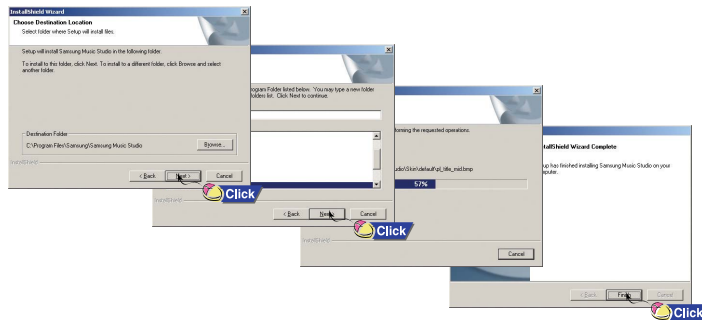 InstallShield Wizard
Choose Destination Location
Select folder where Setup will install files.
Setup will install Samsung Music Studio in the following folder.
To install to this folder, click Next. To install to a different folder, click Browse and select
another folder.
Destination Folder
C:\Program Files\Samsung\Samsung Music Studio
Browse...
InstallShield
< Back
Next >
Cancel
Click
rogram Folder listed below. You may type a new folder
folders list. Click Next to continue.
InstallShield
< Back
Next
Cancel
Click
forming the requested operations.
udio\Skin\default\pl_title_mid.bmp
57%
InstallShield
Cancel
tallShield Wizard Complete
up has finished installing Samsung Music Studio on your
mputer.
< Back
Finish
Cancel
Click